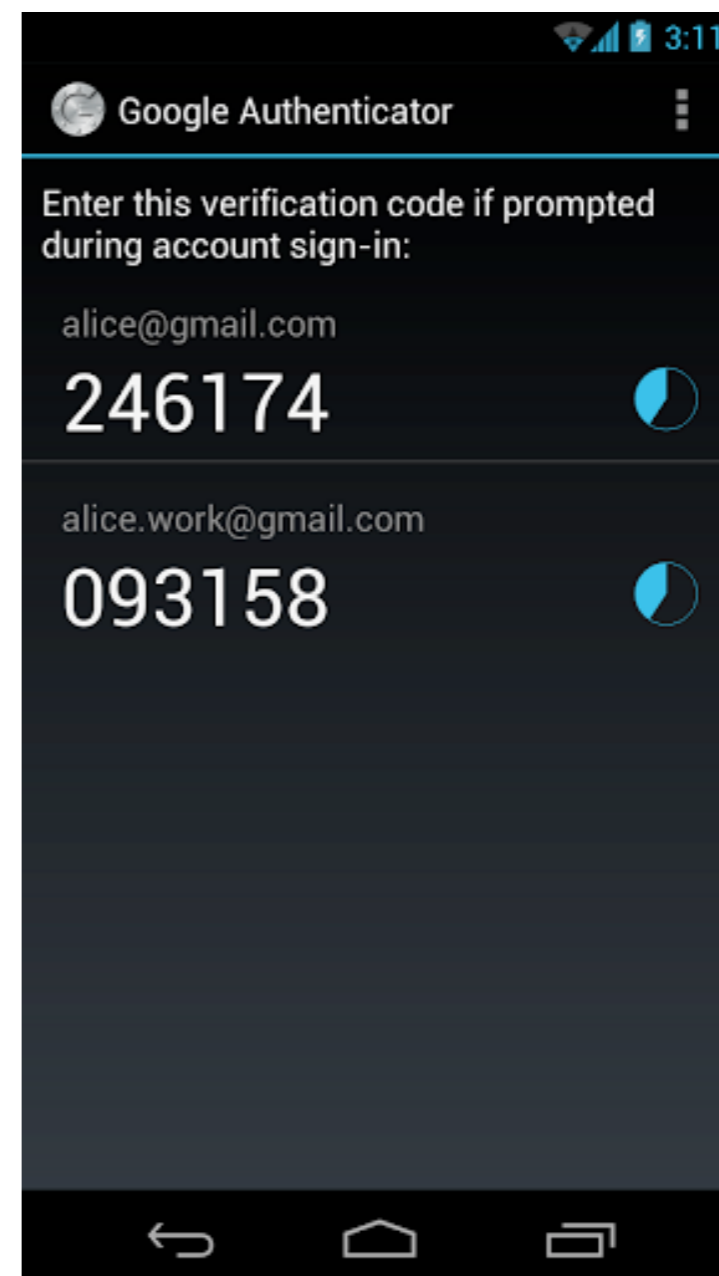 3:11
Google Authenticator
Enter this verification code if prompted
during account sign-in:
alice@gmail.com
246174
alice.work@gmail.com
093158